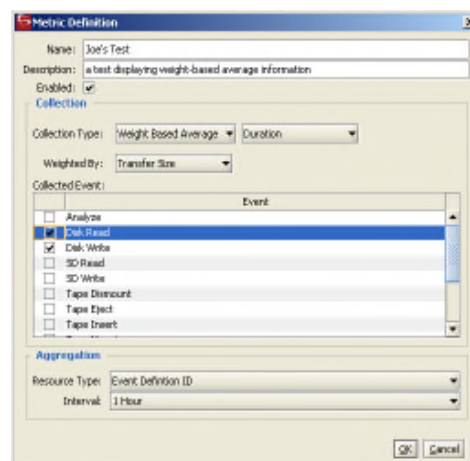 Metric Definition
Name: Joe's Test
Description: a test displaying weight-based average information
Enabled:
Collection
Collection Type: Weight Based Average Duration
Weighted By: Transfer Size
Collected Event:
Event
Analyze
Disk Read
Disk Write
SD Read
SD Write
Tape Dismount
Tape Eject
Tape Insert
Aggregation
Resource Type: Event Defintion ID
Interval: 1 Hour
OK Cancel